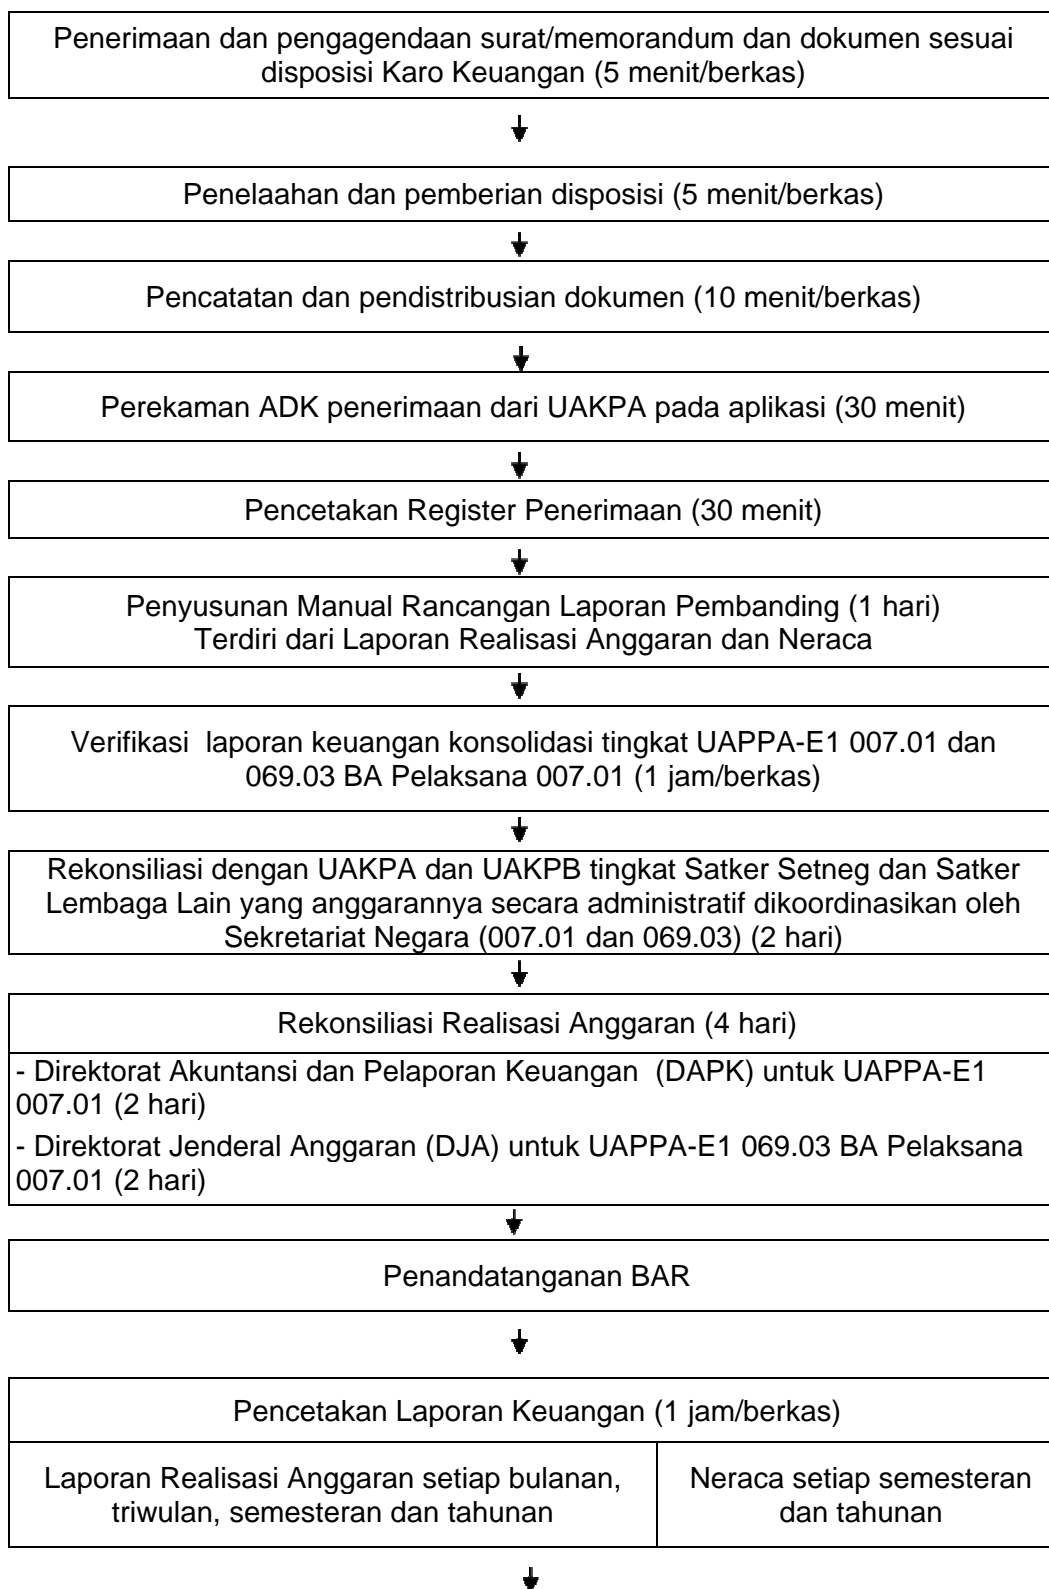 Penerimaan dan pengagendaan surat/memorandum dan dokumen sesuai
disposisi Karo Keuangan (5 menit/berkas)
Penelaahan dan pemberian disposisi (5 menit/berkas)
Pencatatan dan pendistribusian dokumen (10 menit/berkas)
Perekaman ADK penerimaan dari UAKPA pada aplikasi (30 menit)
Pencetakan Register Penerimaan (30 menit)
Penyusunan Manual Rancangan Laporan Pembanding (1 hari)
Terdiri dari Laporan Realisasi Anggaran dan Neraca
Verifikasi  laporan keuangan konsolidasi tingkat UAPPA-E1 007.01 dan
069.03 BA Pelaksana 007.01 (1 jam/berkas)
Rekonsiliasi dengan UAKPA dan UAKPB tingkat Satker Setneg dan Satker
Lembaga Lain yang anggarannya secara administratif dikoordinasikan oleh
Sekretariat Negara (007.01 dan 069.03) (2 hari)
Rekonsiliasi Realisasi Anggaran (4 hari)
- Direktorat Akuntansi dan Pelaporan Keuangan  (DAPK) untuk UAPPA-E1
007.01 (2 hari)
- Direktorat Jenderal Anggaran (DJA) untuk UAPPA-E1 069.03 BA Pelaksana
007.01 (2 hari)
Penandatanganan BAR
Pencetakan Laporan Keuangan (1 jam/berkas)
Laporan Realisasi Anggaran setiap bulanan,
triwulan, semesteran dan tahunan
Neraca setiap semesteran
dan tahunan